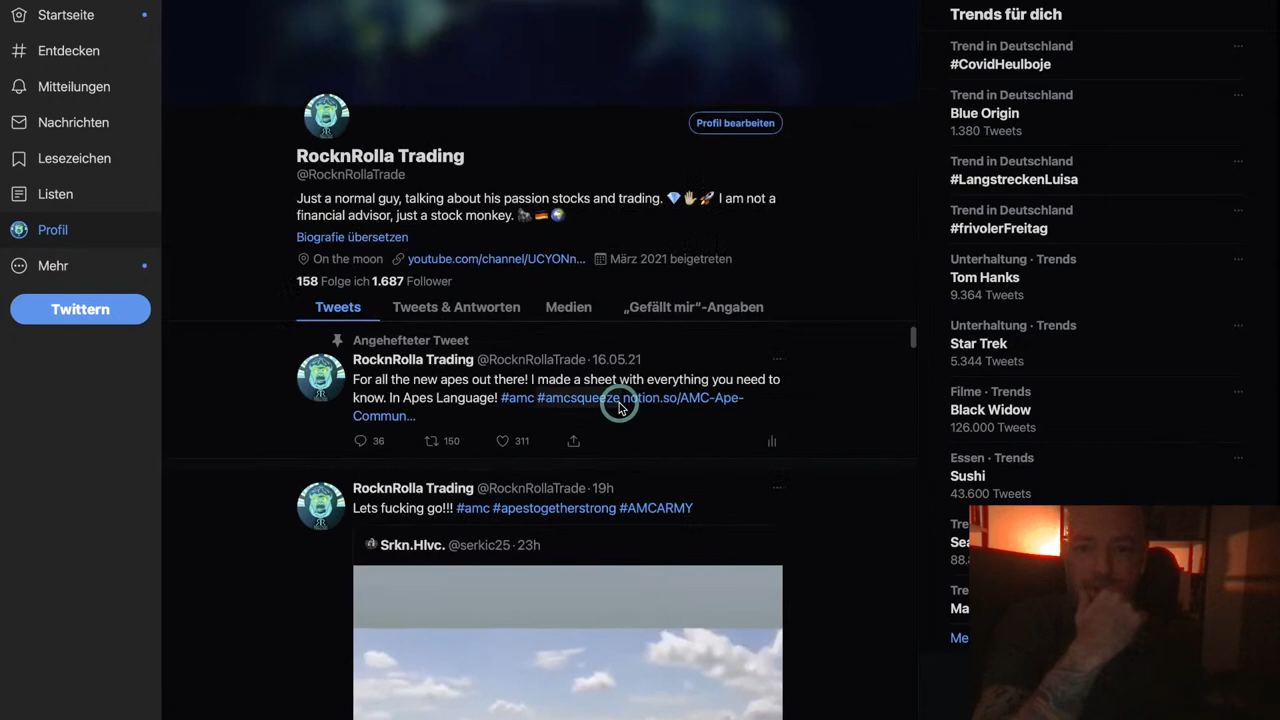 Startseite
Entdecken
Mitteilungen
Nachrichten
Lesezeichen
Listen
Profil
Mehr
Twittern
Profil bearbeiten
RocknRolla Trading
@RocknRollaTrade
Just a normal guy, talking about his passion stocks and trading. 💎🖐🏼🚀 I am not a
financial advisor, just a stock monkey. 🦍🇩🇪🌍
Biografie übersetzen
On the moon youtube.com/channel/UCYONn... März 2021 beigetreten
158 Folge ich 1.687 Follower
Tweets Tweets & Antworten Medien „Gefällt mir“-Angaben
Angehefteter Tweet
RocknRolla Trading @RocknRollaTrade · 16.05.21
For all the new apes out there! I made a sheet with everything you need to
know. In Apes Language! #amc #amcsqueeze notion.so/AMC-Ape-
Commun...
36 150 311
RocknRolla Trading @RocknRollaTrade · 19h
Lets fucking go!!! #amc #apestogetherstrong #AMCARMY
Srkn.Hlvc. @serkic25 · 23h
Trends für dich
Trend in Deutschland
#CovidHeulboje
Trend in Deutschland
Blue Origin
1.380 Tweets
Trend in Deutschland
#LangstreckenLuisa
Trend in Deutschland
#frivolerFreitag
Unterhaltung · Trends
Tom Hanks
9.364 Tweets
Unterhaltung · Trends
Star Trek
5.344 Tweets
Filme · Trends
Black Widow
126.000 Tweets
Essen · Trends
Sushi
43.600 Tweets
Tre
Sea
88.
Tre
Ma
Me